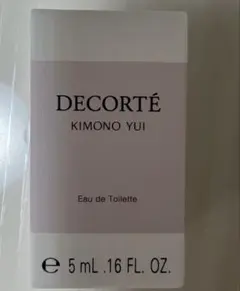 DECORTÉ
KIMONO YUI
Eau de Toilette
℮ 5 mL .16 FL. OZ.